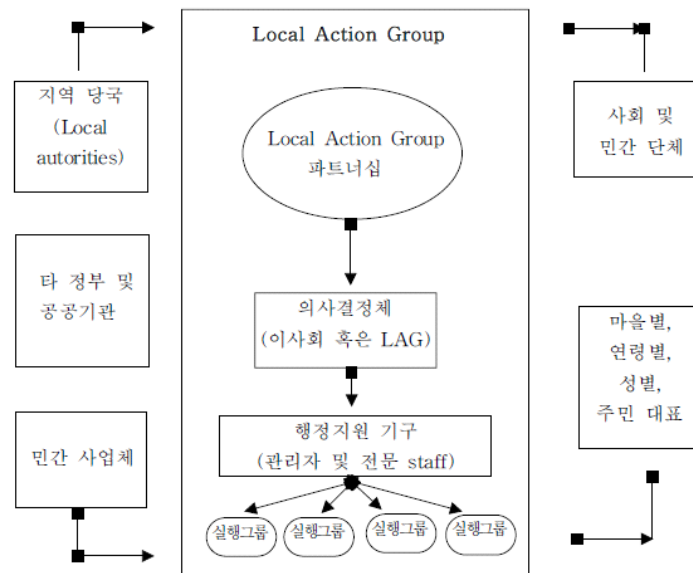 Local Action Group
지역 당국
(Local
autorities)
타 정부 및
공공기관
민간 사업체
Local Action Group
파트너십
의사결정체
(이사회 혹은 LAG)
행정지원 기구
(관리자 및 전문 staff)
실행그룹
실행그룹
실행그룹
실행그룹
사회 및
민간 단체
마을별,
연령별,
성별,
주민 대표